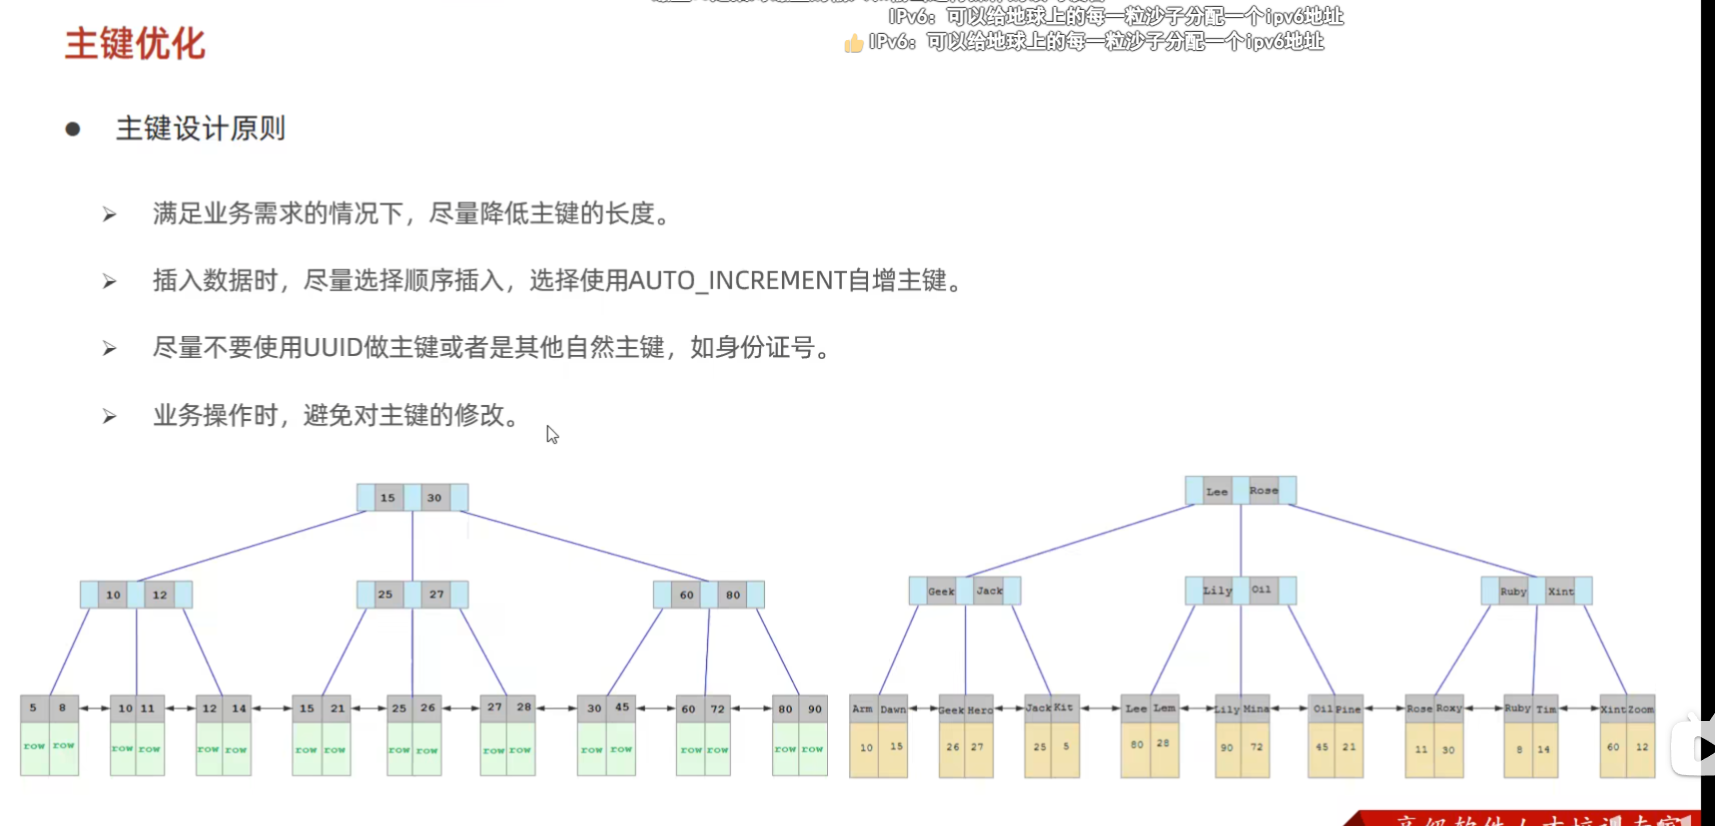 IPv6：可以给地球上的每一粒沙子分配一个ipv6地址
IPv6：可以给地球上的每一粒沙子分配一个ipv6地址
主键优化
● 主键设计原则
➢ 满足业务需求的情况下，尽量降低主键的长度。
➢ 插入数据时，尽量选择顺序插入，选择使用AUTO_INCREMENT自增主键。
➢ 尽量不要使用UUID做主键或者是其他自然主键，如身份证号。
➢ 业务操作时，避免对主键的修改。
15 30
10 12 25 27 60 80
5 8 10 11 12 14 15 21 25 26 27 28 30 45 60 72 80 90
row row row row row row row row row row row row row row row row row row
Lee Rose
Geek Jack Lily Oil Ruby Xint
Arm Dawn Geek Hero Jack Kit Lee Lem Lily Mina Oil Pine Rose Roxy Ruby Tim Xint Zoom
10 15 26 27 25 5 80 28 90 72 45 21 11 30 8 14 60 12